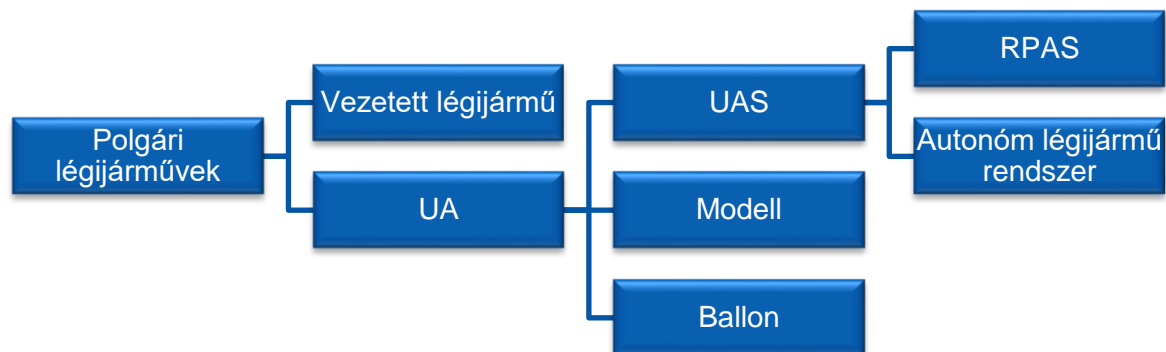 Polgári
légijárművek
Vezetett légijármű
UA
UAS
Modell
Ballon
RPAS
Autonóm légijármű
rendszer